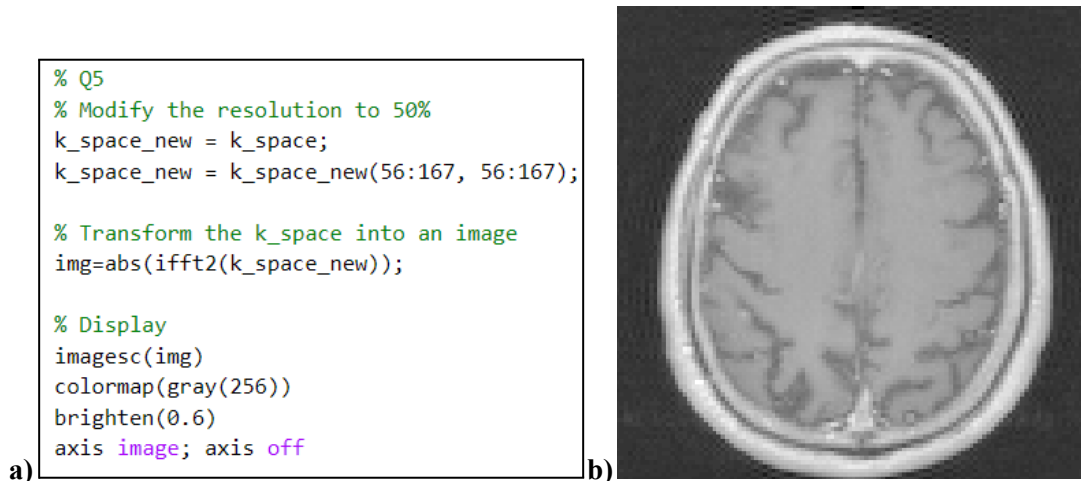 % Q5
% Modify the resolution to 50%
k_space_new = k_space;
k_space_new = k_space_new(56:167, 56:167);
% Transform the k_space into an image
img=abs(ifft2(k_space_new));
% Display
imagesc(img)
colormap(gray(256))
brighten(0.6)
axis image; axis off
a)
b)